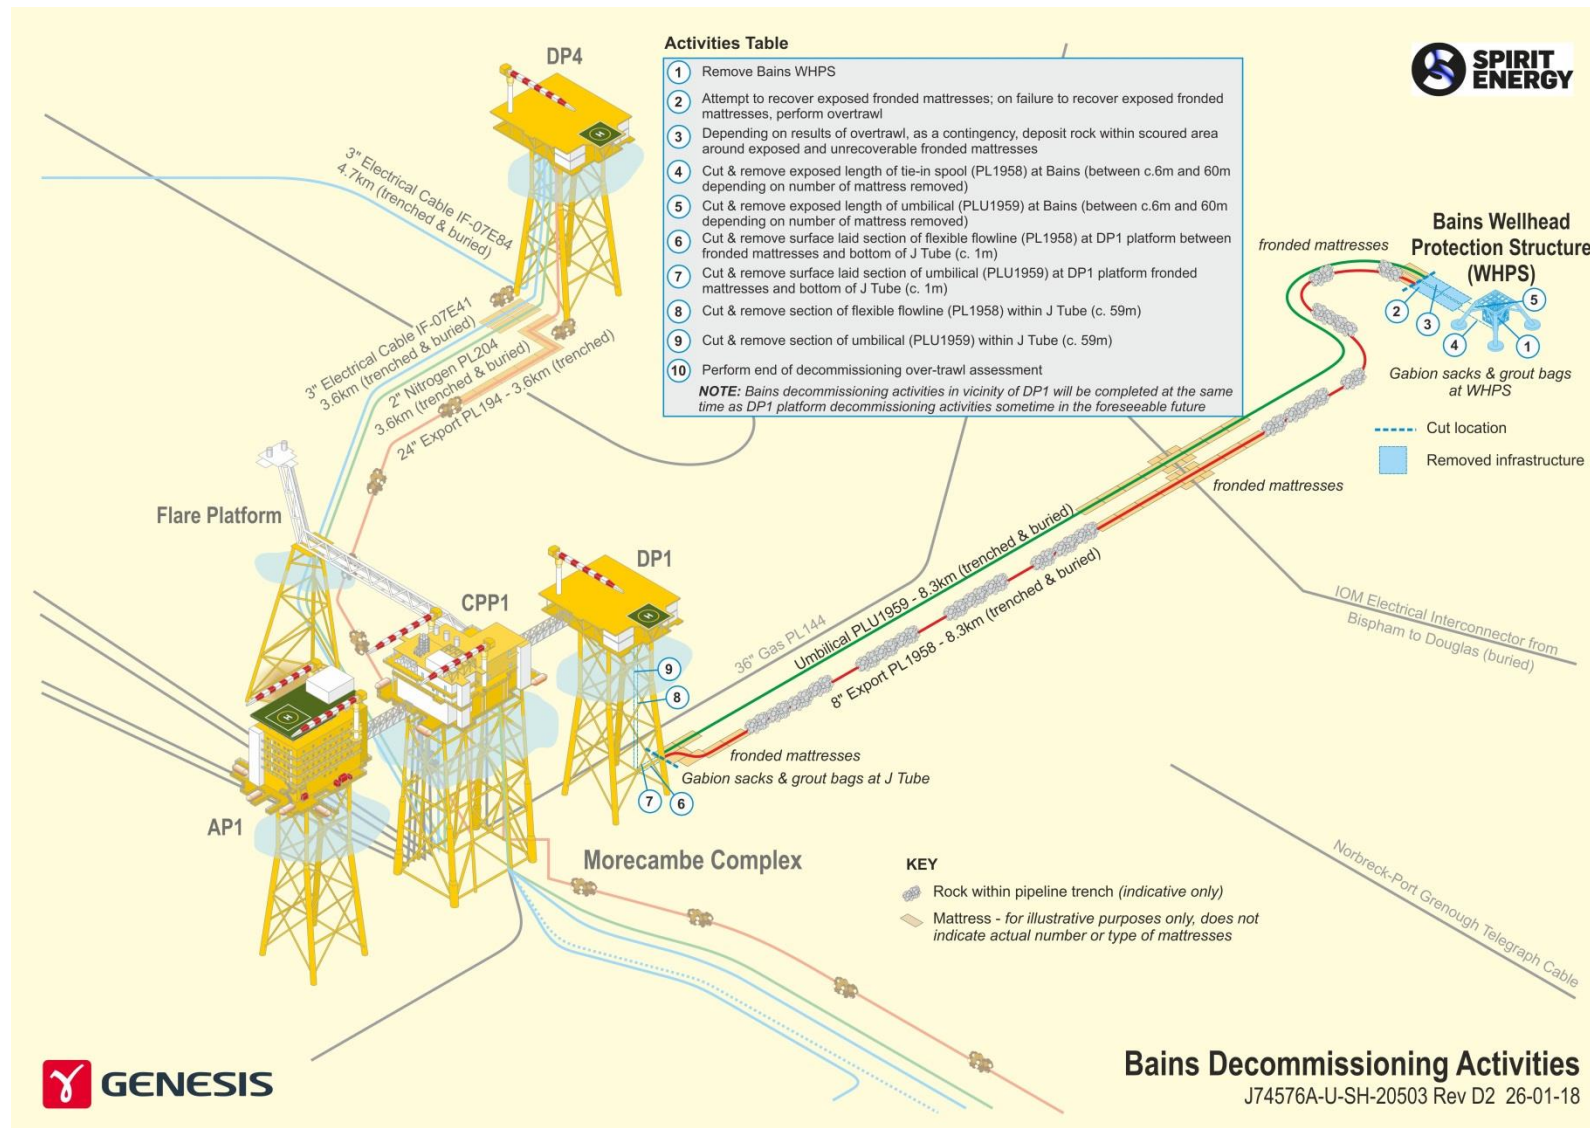 DP4
Activities Table
SPIRIT
ENERGY
1 Remove Bains WHPS
2 Attempt to recover exposed fronded mattresses; on failure to recover exposed fronded
mattresses, perform overtrawl
3 Depending on results of overtrawl, as a contingency, deposit rock within scoured area
around exposed and unrecoverable fronded mattresses
4 Cut & remove exposed length of tie-in spool (PL1958) at Bains (between c.6m and 60m
depending on number of mattress removed)
5 Cut & remove exposed length of umbilical (PLU1959) at Bains (between c.6m and 60m
depending on number of mattress removed)
6 Cut & remove surface laid section of flexible flowline (PL1958) at DP1 platform between
fronded mattresses and bottom of J Tube (c. 1m)
7 Cut & remove surface laid section of umbilical (PLU1959) at DP1 platform fronded
mattresses and bottom of J Tube (c. 1m)
8 Cut & remove section of flexible flowline (PL1958) within J Tube (c. 59m)
9 Cut & remove section of umbilical (PLU1959) within J Tube (c. 59m)
10 Perform end of decommissioning over-trawl assessment
NOTE: Bains decommissioning activities in vicinity of DP1 will be completed at the same
time as DP1 platform decommissioning activities sometime in the foreseeable future
H
3" Electrical Cable IF-07E84
4.7km (trenched & buried)
3" Electrical Cable IF-07E41
3.6km (trenched & buried)
2" Nitrogen PL204
3.6km (trenched & buried)
24" Export PL194 - 3.6km (trenched)
Bains Wellhead
Protection Structure
(WHPS)
fronded mattresses
2
3
4
5
1
Gabion sacks & grout bags
at WHPS
Cut location
Removed infrastructure
fronded mattresses
Flare Platform
CPP1
DP1
H
9
8
7
6
36" Gas PL144
Umbilical PLU1959 - 8.3km (trenched & buried)
8" Export PL1958 - 8.3km (trenched & buried)
IOM Electrical Interconnector from
Bispham to Douglas (buried)
fronded mattresses
Gabion sacks & grout bags at J Tube
H
AP1
Morecambe Complex
KEY
Rock within pipeline trench (indicative only)
Mattress - for illustrative purposes only, does not
indicate actual number or type of mattresses
Norbreck-Port Grenough Telegraph Cable
GENESIS
Bains Decommissioning Activities
J74576A-U-SH-20503 Rev D2 26-01-18